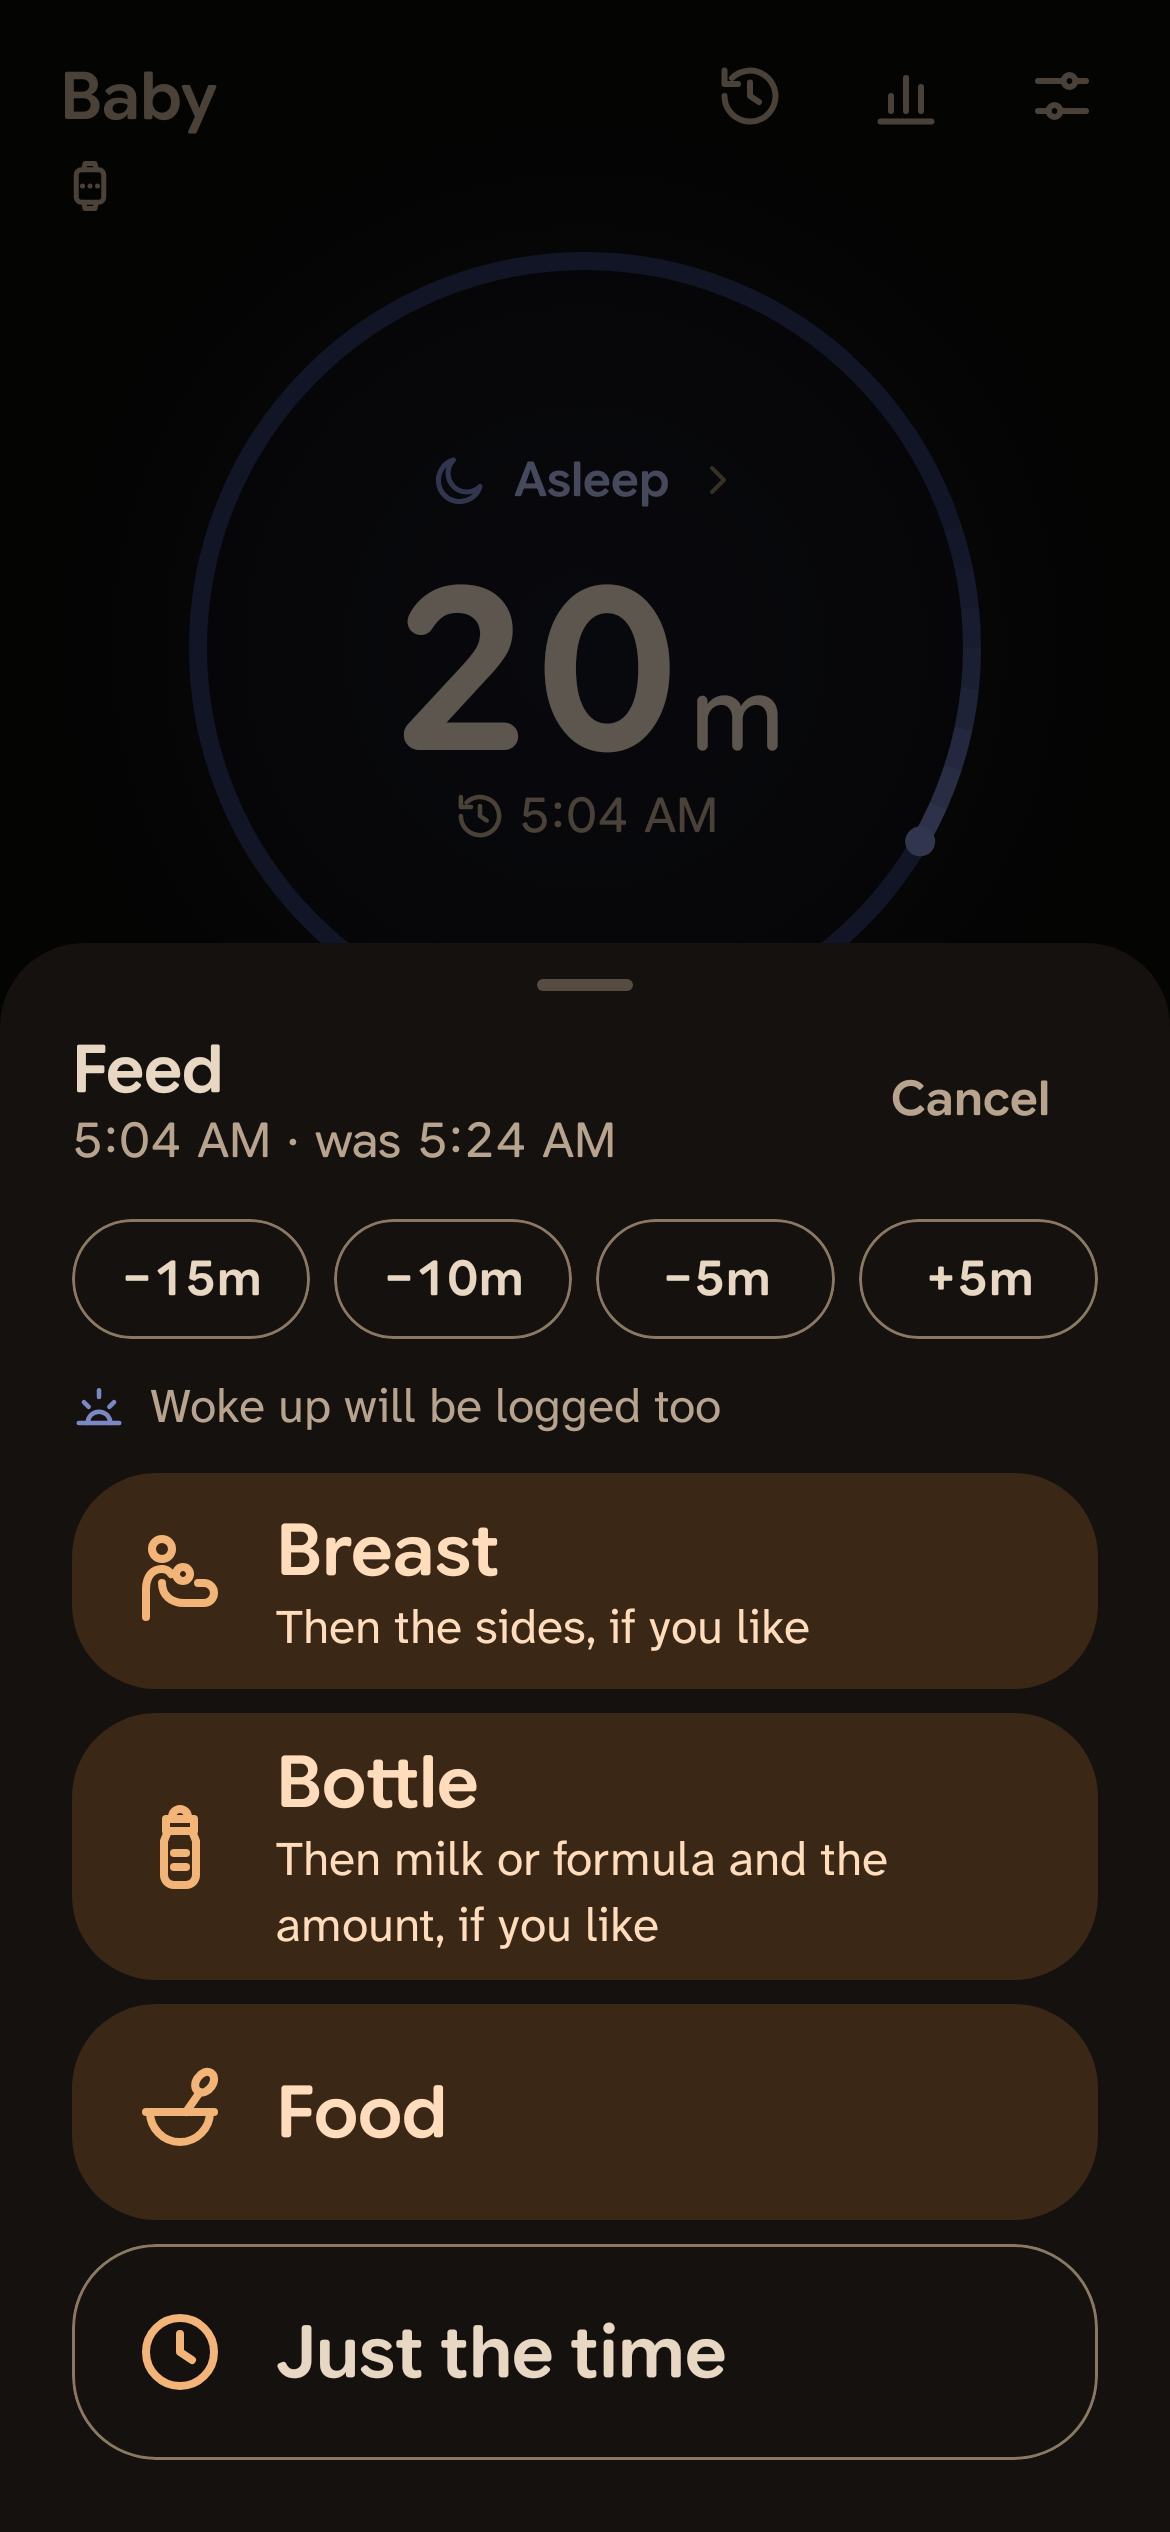 Baby
Asleep
20 m
5:04 AM
Feed
Cancel
5:04 AM · was 5:24 AM
−15m
−10m
−5m
+5m
Woke up will be logged too
Breast
Then the sides, if you like
Bottle
Then milk or formula and the
amount, if you like
Food
Just the time